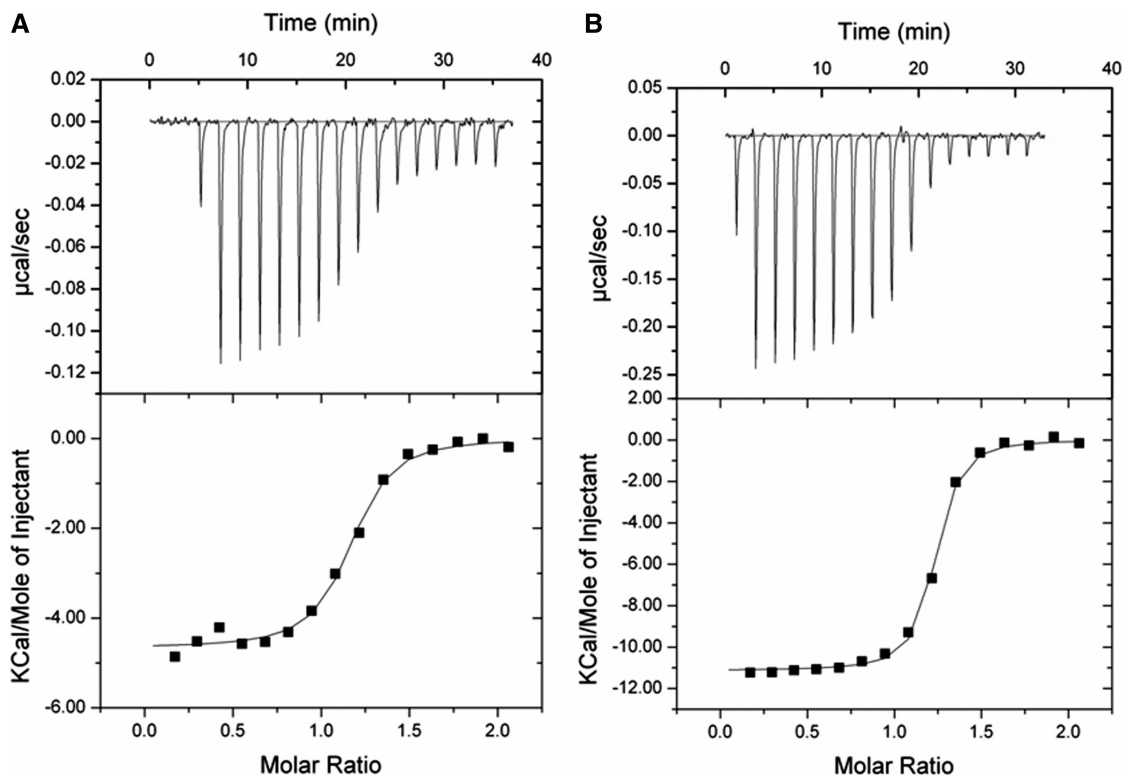 A
Time (min)
0 10 20 30 40
0.02
0.00
-0.02
-0.04
-0.06
-0.08
-0.10
-0.12
µcal/sec
0.00
-2.00
-4.00
-6.00
KCal/Mole of Injectant
0.0 0.5 1.0 1.5 2.0
Molar Ratio
B
Time (min)
0 10 20 30 40
0.05
0.00
-0.05
-0.10
-0.15
-0.20
-0.25
µcal/sec
2.00
0.00
-2.00
-4.00
-6.00
-8.00
-10.00
-12.00
KCal/Mole of Injectant
0.0 0.5 1.0 1.5 2.0
Molar Ratio